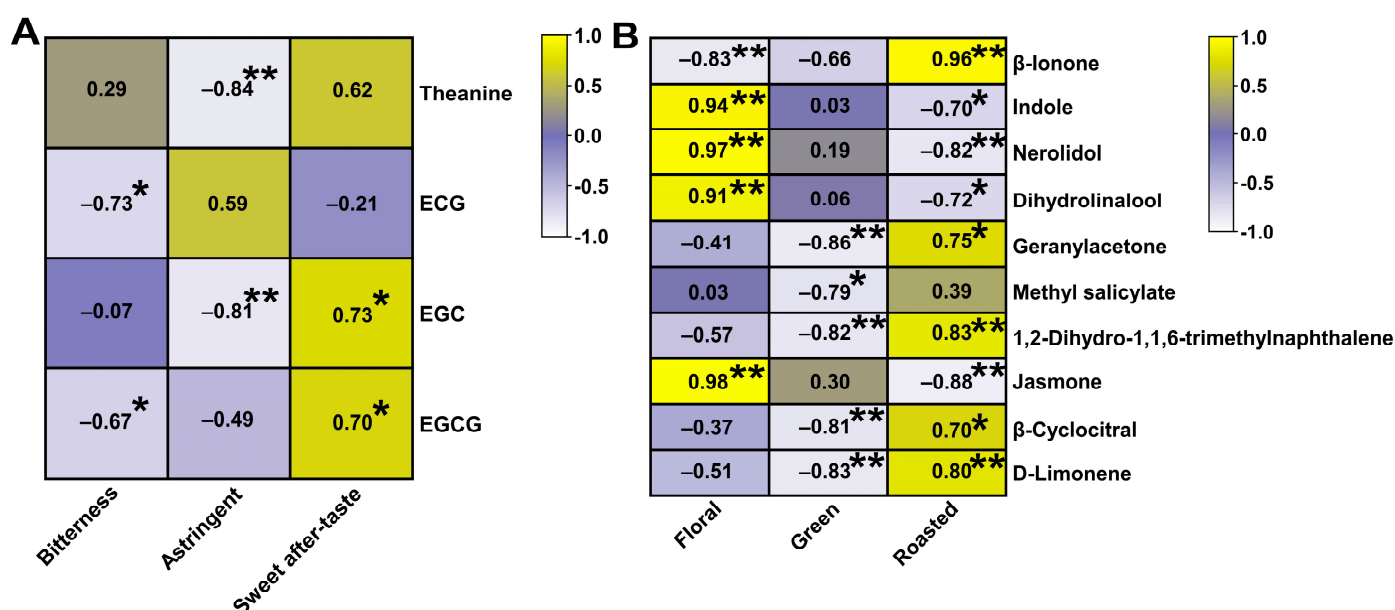 A
0.29 −0.84** 0.62 Theanine
−0.73* 0.59 −0.21 ECG
−0.07 −0.81** 0.73* EGC
−0.67* −0.49 0.70* EGCG
Bitterness Astringent Sweet after-taste
1.0
0.5
0.0
-0.5
-1.0
B
−0.83** −0.66 0.96** β-Ionone
0.94** 0.03 −0.70* Indole
0.97** 0.19 −0.82** Nerolidol
0.91** 0.06 −0.72* Dihydrolinalool
−0.41 −0.86** 0.75* Geranylacetone
0.03 −0.79* 0.39 Methyl salicylate
−0.57 −0.82** 0.83** 1,2-Dihydro-1,1,6-trimethylnaphthalene
0.98** 0.30 −0.88** Jasmone
−0.37 −0.81** 0.70* β-Cyclocitral
−0.51 −0.83** 0.80** D-Limonene
Floral Green Roasted
1.0
0.5
0.0
-0.5
-1.0